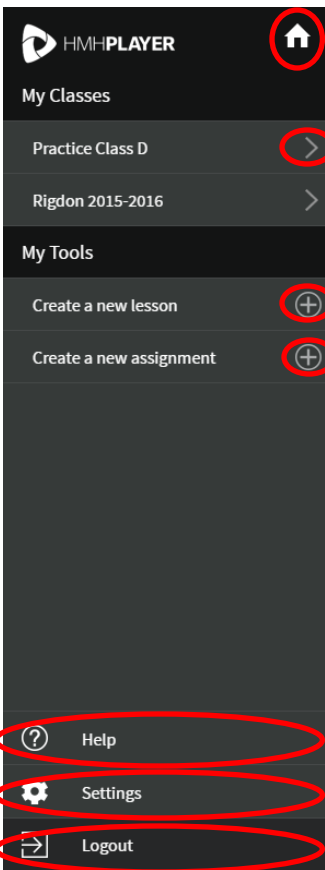 HMHPLAYER
My Classes
Practice Class D
Rigdon 2015-2016
My Tools
Create a new lesson
Create a new assignment
Help
Settings
Logout